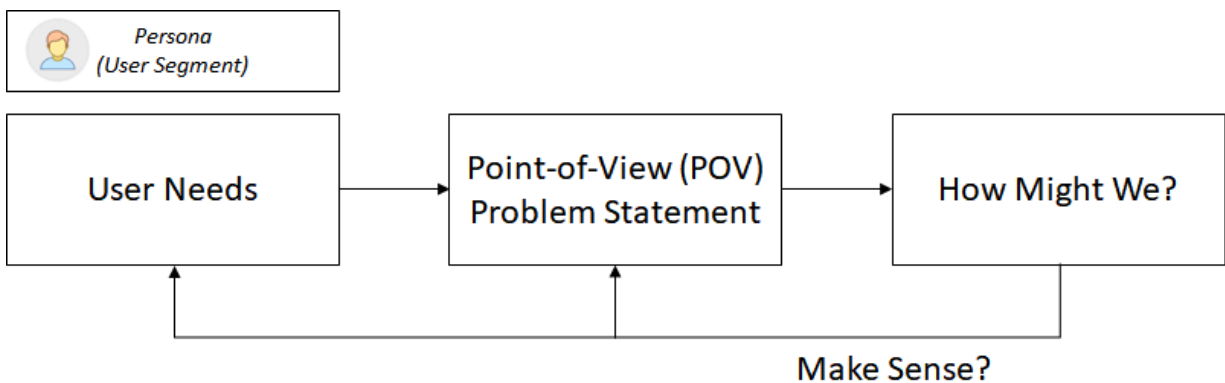 Persona
(User Segment)
User Needs
Point-of-View (POV)
Problem Statement
How Might We?
Make Sense?